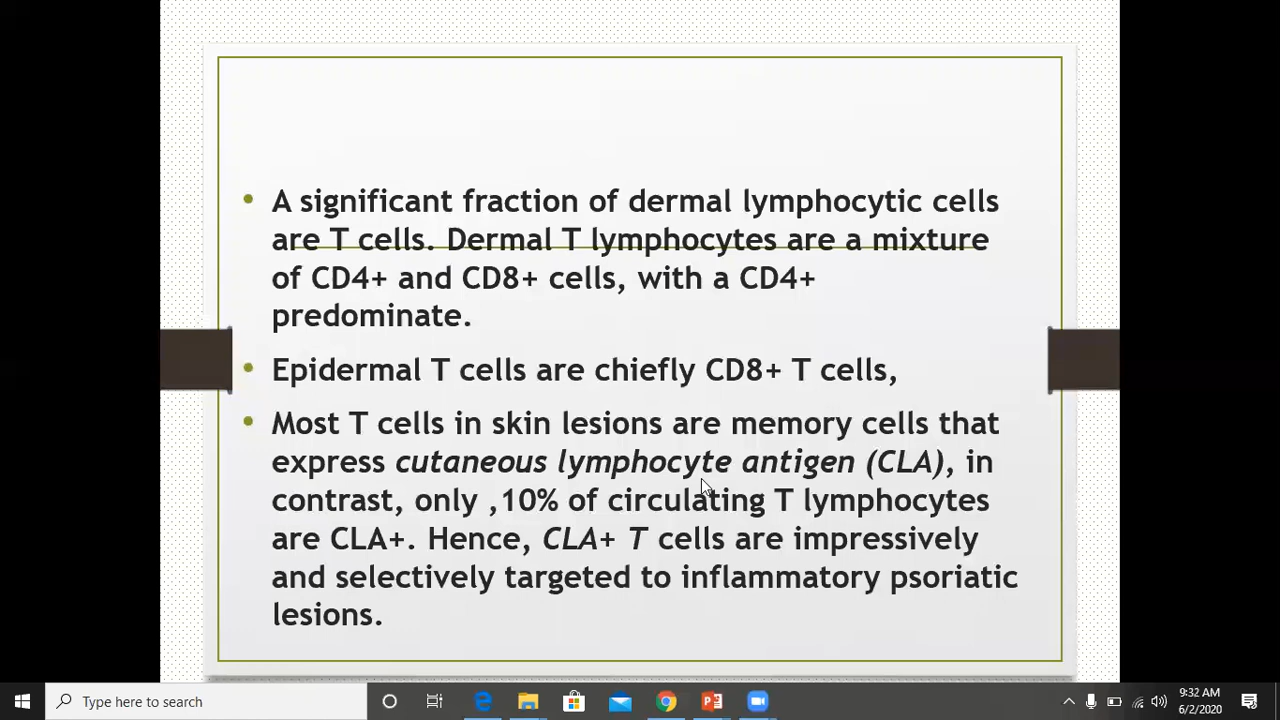 • A significant fraction of dermal lymphocytic cells
are T cells. Dermal T lymphocytes are a mixture
of CD4+ and CD8+ cells, with a CD4+
predominate.
• Epidermal T cells are chiefly CD8+ T cells,
• Most T cells in skin lesions are memory cells that
express cutaneous lymphocyte antigen (CLA), in
contrast, only ,10% of circulating T lymphocytes
are CLA+. Hence, CLA+ T cells are impressively
and selectively targeted to inflammatory psoriatic
lesions.
Type here to search
9:32 AM
6/2/2020